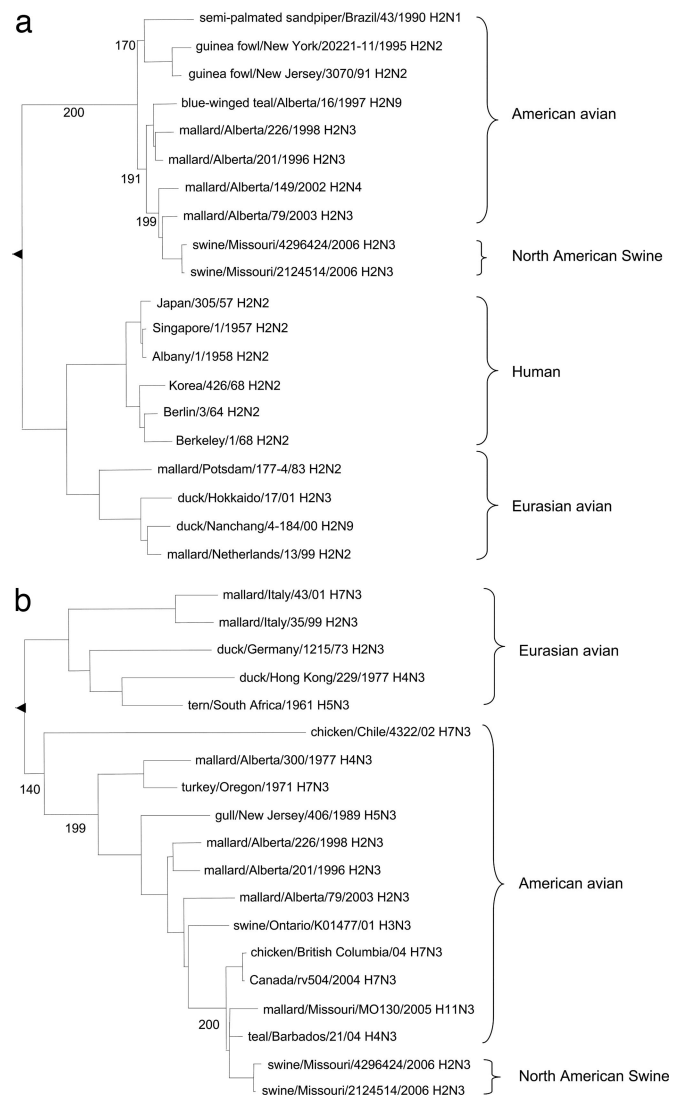 a
semi-palmated sandpiper/Brazil/43/1990 H2N1
170
guinea fowl/New York/20221-11/1995 H2N2
guinea fowl/New Jersey/3070/91 H2N2
200
blue-winged teal/Alberta/16/1997 H2N9
American avian
mallard/Alberta/226/1998 H2N3
mallard/Alberta/201/1996 H2N3
191
mallard/Alberta/149/2002 H2N4
199
mallard/Alberta/79/2003 H2N3
swine/Missouri/4296424/2006 H2N3
North American Swine
swine/Missouri/2124514/2006 H2N3
Japan/305/57 H2N2
Singapore/1/1957 H2N2
Albany/1/1958 H2N2
Human
Korea/426/68 H2N2
Berlin/3/64 H2N2
Berkeley/1/68 H2N2
mallard/Potsdam/177-4/83 H2N2
duck/Hokkaido/17/01 H2N3
Eurasian avian
duck/Nanchang/4-184/00 H2N9
mallard/Netherlands/13/99 H2N2
b
mallard/Italy/43/01 H7N3
mallard/Italy/35/99 H2N3
duck/Germany/1215/73 H2N3
Eurasian avian
duck/Hong Kong/229/1977 H4N3
tern/South Africa/1961 H5N3
chicken/Chile/4322/02 H7N3
mallard/Alberta/300/1977 H4N3
140
turkey/Oregon/1971 H7N3
gull/New Jersey/406/1989 H5N3
199
mallard/Alberta/226/1998 H2N3
mallard/Alberta/201/1996 H2N3
American avian
mallard/Alberta/79/2003 H2N3
swine/Ontario/K01477/01 H3N3
chicken/British Columbia/04 H7N3
Canada/rv504/2004 H7N3
mallard/Missouri/MO130/2005 H11N3
200
teal/Barbados/21/04 H4N3
swine/Missouri/4296424/2006 H2N3
North American Swine
swine/Missouri/2124514/2006 H2N3